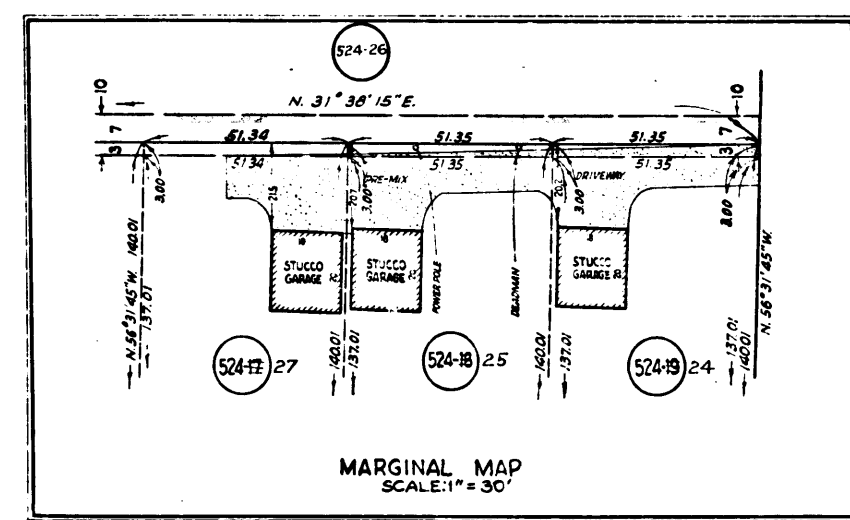 524-26
10
N. 31° 38' 15" E.
10
7
51.34
51.35
51.35
7
3
51.34
51.35
51.35
3
3.00
21.5
20.7
3.00
PRE-MIX
20.2
3.00
DRIVEWAY
3.00
N. 56° 31' 45" W. 140.01
137.01
18
STUCCO
GARAGE
18
STUCCO
GARAGE
POWER POLE
DEADMAN
STUCCO
GARAGE
N. 56° 31' 45" W.
140.01
137.01
140.01
137.01
137.01
140.01
524-17 27
524-18 25
524-19 24
MARGINAL MAP
SCALE: 1" = 30'